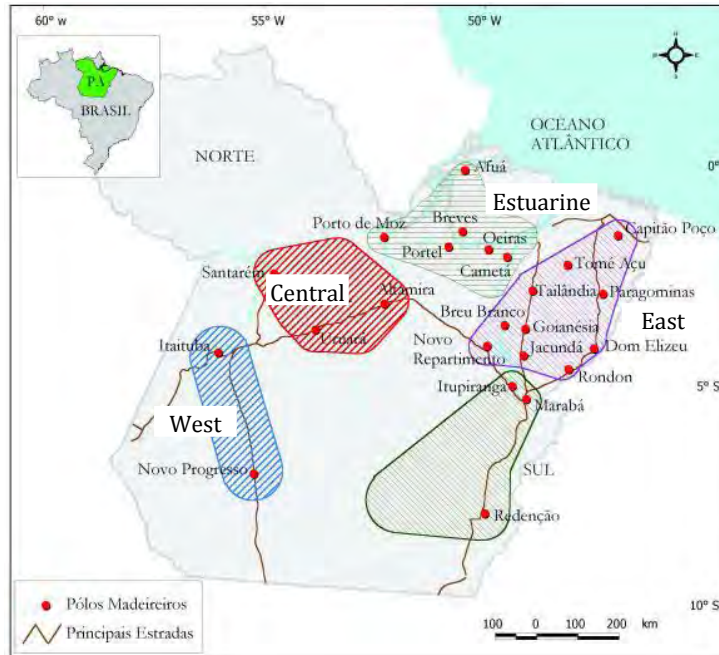 60° w
55° W
50° W
PA
BRASIL
OCEANO
ATLÂNTICO
NORTE
0°
Afuá
Estuarine
Breves
Porto de Moz
Capitão Poço
Portel
Oeiras
Cametá
Tomé Açu
Santarém
Central
Altamira
Tailândia
Paragominas
East
Breu Branco
Uruará
Goianésia
Itaituba
Novo
Repartimento
Jacundá
Dom Elizeu
Rondon
Itupiranga
5° S
Marabá
West
Novo Progresso
SUL
Redenção
Pólos Madeireiros
Principais Estradas
10° S
100 0 100 200 km